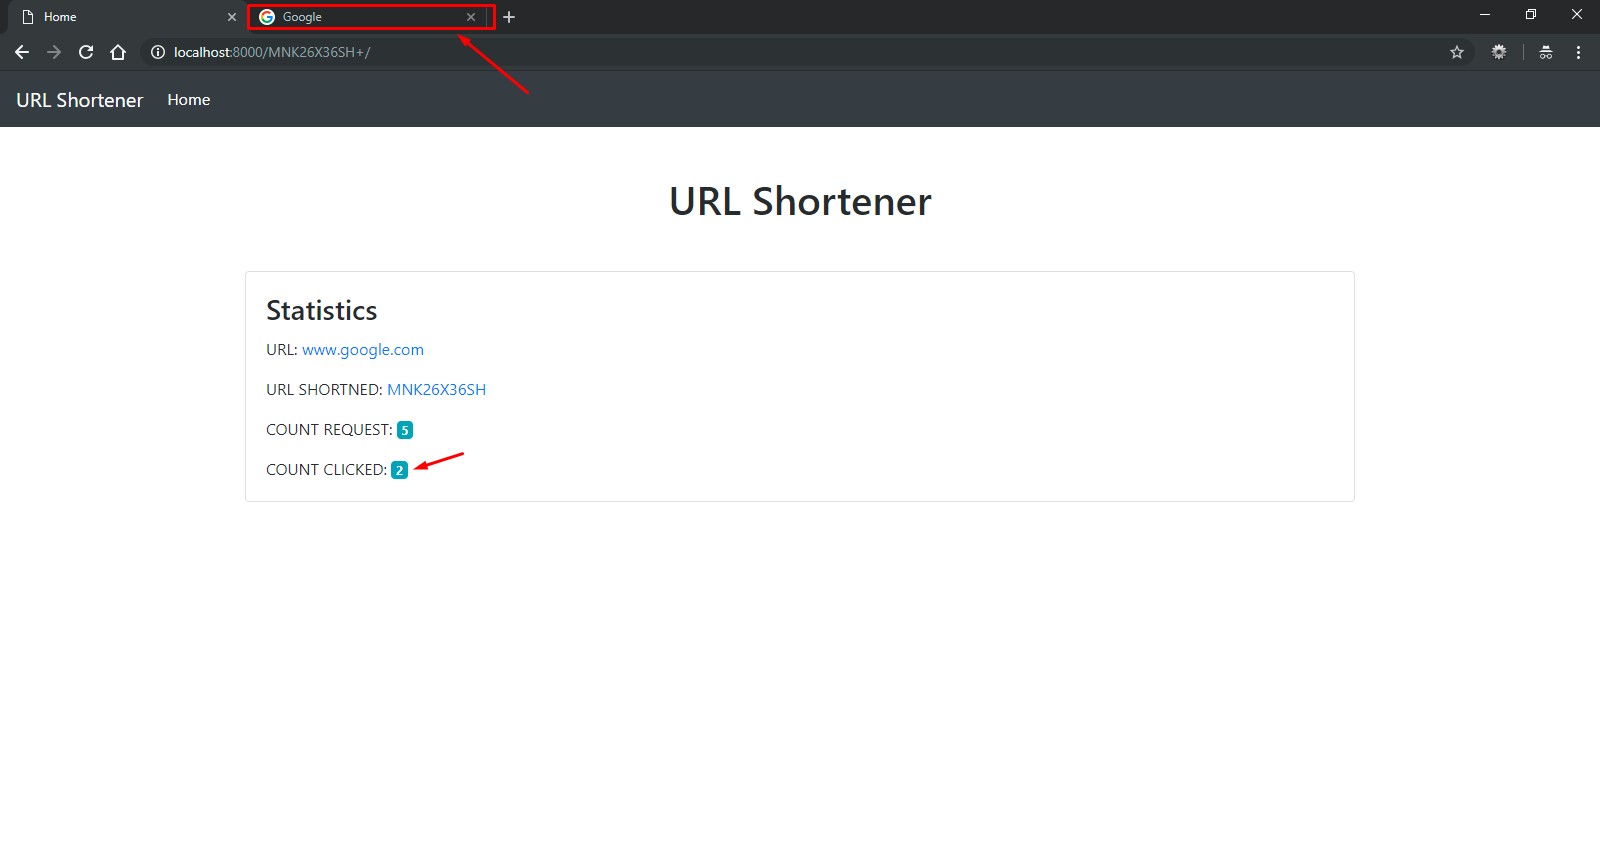 Home
Google
localhost:8000/MNK26X36SH+/
URL Shortener Home
URL Shortener
Statistics
URL: www.google.com
URL SHORTNED: MNK26X36SH
COUNT REQUEST: 5
COUNT CLICKED: 2